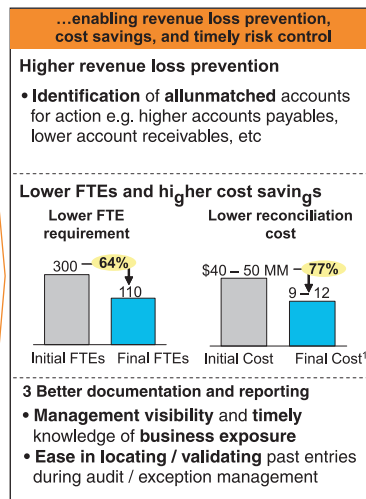 ...enabling revenue loss prevention,
cost savings, and timely risk control
Higher revenue loss prevention
• Identification of allunmatched accounts
for action e.g. higher accounts payables,
lower account receivables, etc
Lower FTEs and higher cost savings
Lower FTE
requirement
300 – 64%
110
Initial FTEs Final FTEs
Lower reconciliation
cost
$40 – 50 MM – 77%
9 – 12
Initial Cost Final Cost¹
3 Better documentation and reporting
• Management visibility and timely
knowledge of business exposure
• Ease in locating / validating past entries
during audit / exception management